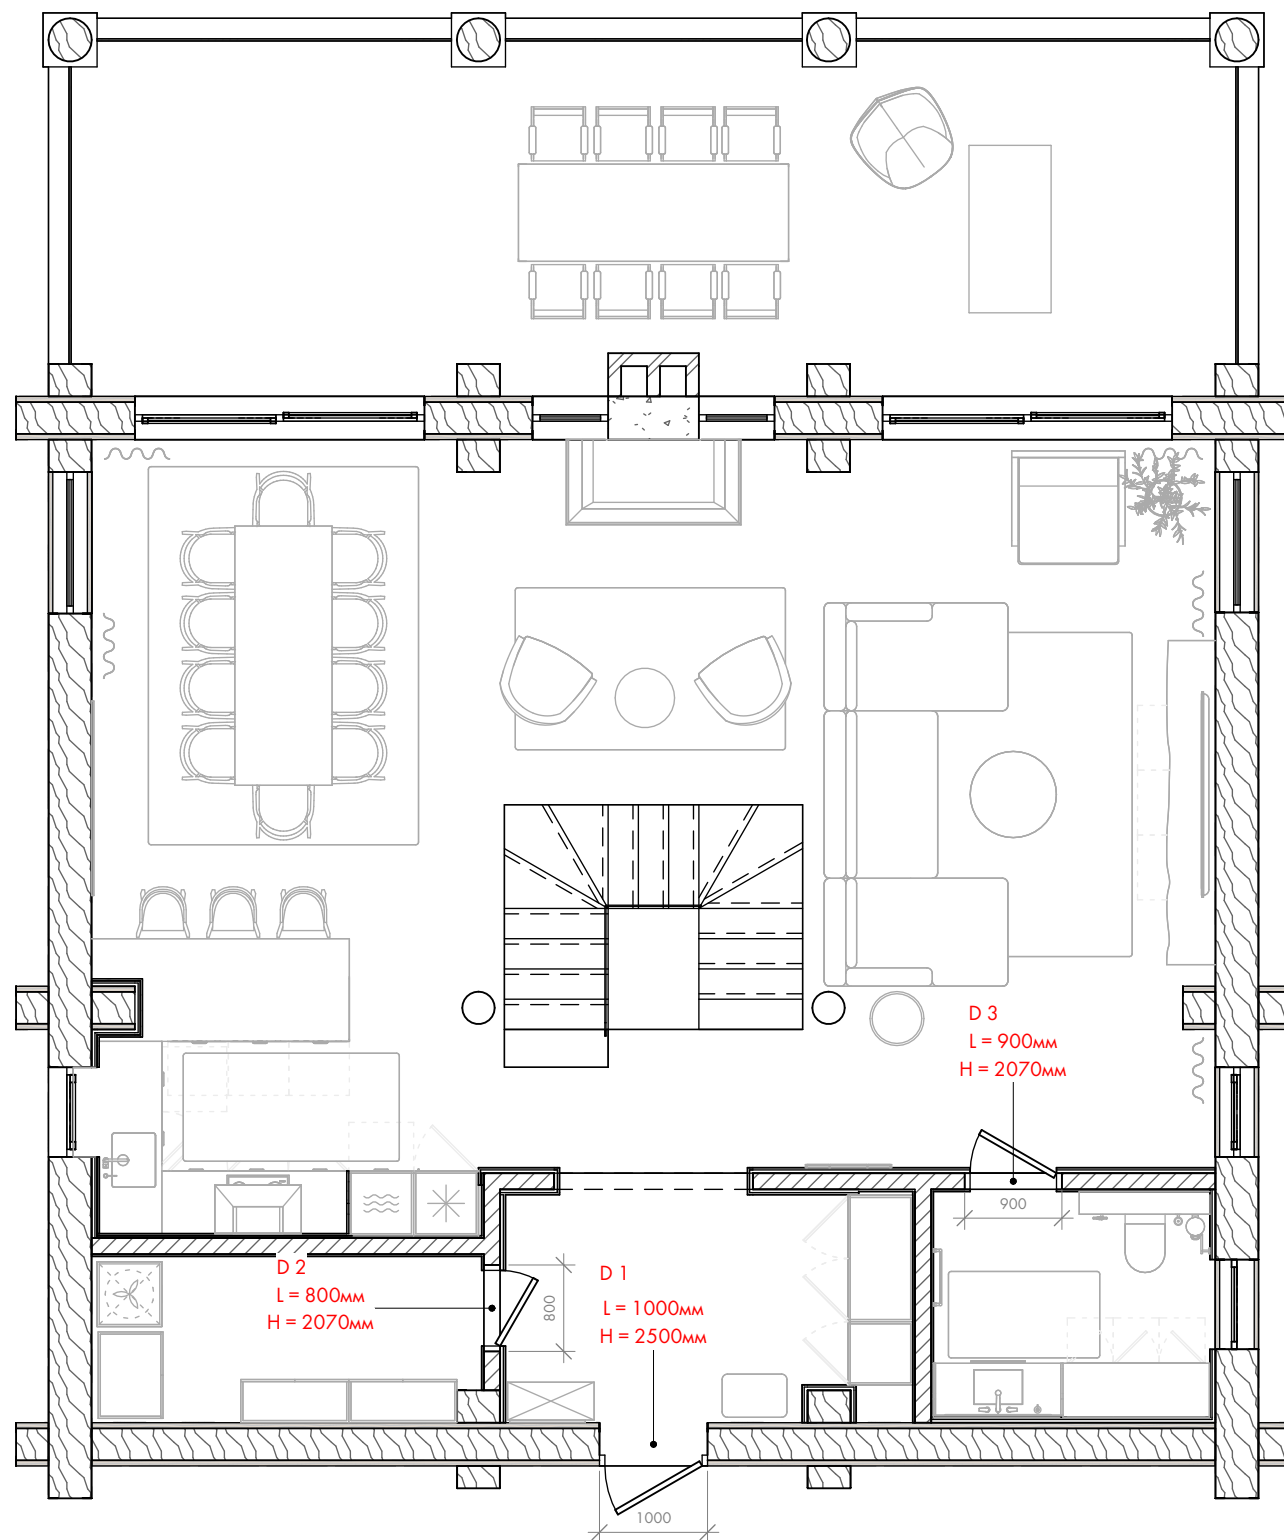 D 3
L = 900мм
H = 2070мм
900
D 2
L = 800мм
H = 2070мм
800
D 1
L = 1000мм
H = 2500мм
1000